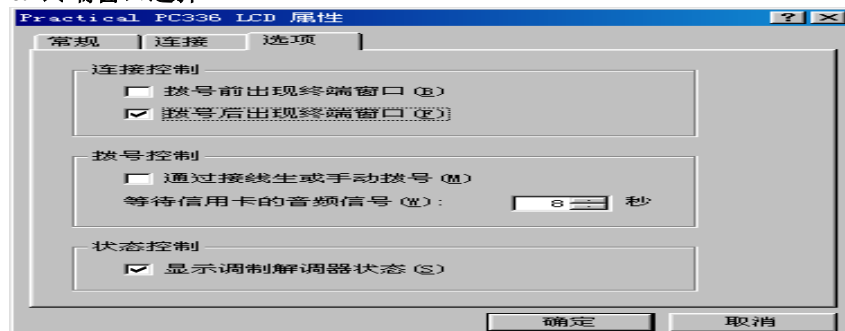 Practical PC336 LCD 属性
常规 连接 选项
连接控制
拨号前出现终端窗口(B)
拨号后出现终端窗口(F)
拨号控制
通过接线生或手动拨号(M)
等待信用卡的音频信号(W): 8 秒
状态控制
显示调制解调器状态(S)
确定 取消